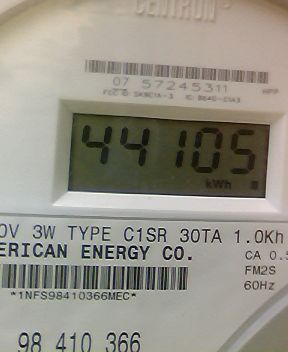 CENTRON
07 57245311
44105
kWh
0V 3W TYPE C1SR 30TA 1.0Kh
ERICAN ENERGY CO.
CA 0.5
FM2S
60Hz
*1NFS98410366MEC*
98 410 366